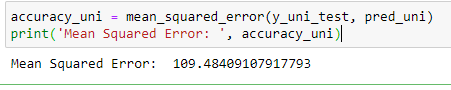 accuracy_uni = mean_squared_error(y_uni_test, pred_uni)
print('Mean Squared Error: ', accuracy_uni)
Mean Squared Error:  109.48409107917793